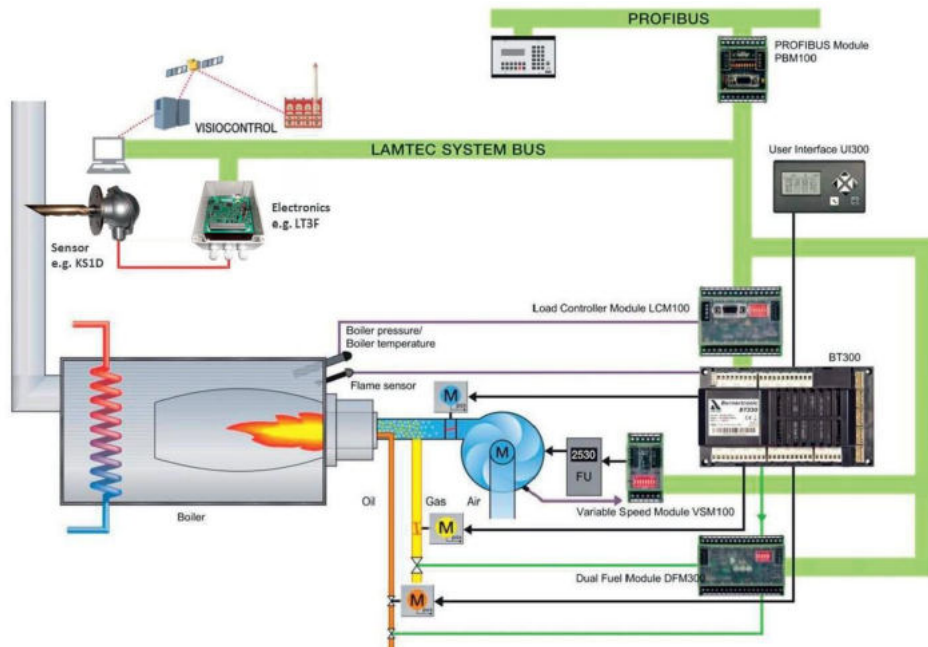 PROFIBUS
PROFIBUS Module
PBM100
VISIOCONTROL
LAMTEC SYSTEM BUS
User Interface UI300
Electronics
e.g. LT3F
Sensor
e.g. KS1D
Load Controller Module LCM100
Boiler pressure/
Boiler temperature
BT300
Flame sensor
M
Burnertronic
BT330
M
2530
FU
Oil
Gas
Air
Variable Speed Module VSM100
Boiler
M
Dual Fuel Module DFM300
M